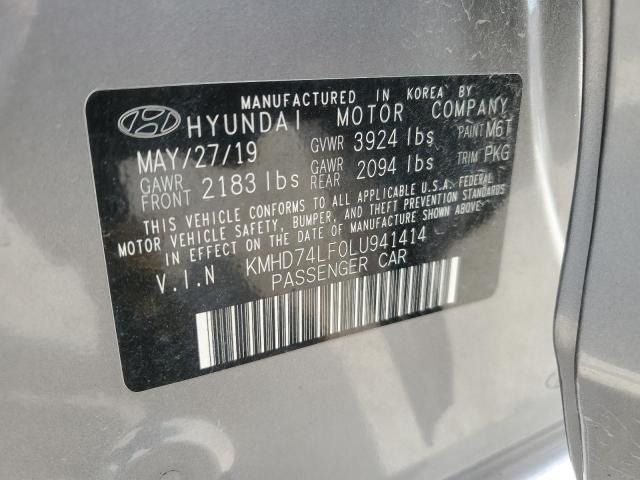 MANUFACTURED IN KOREA BY
HYUNDAI MOTOR COMPANY
MAY/27/19 GVWR 3924 lbs PAINT M6T
GAWR FRONT 2183 lbs GAWR REAR 2094 lbs TRIM PKG
THIS VEHICLE CONFORMS TO ALL APPLICABLE U.S.A. FEDERAL
MOTOR VEHICLE SAFETY, BUMPER, AND THEFT PREVENTION STANDARDS
IN EFFECT ON THE DATE OF MANUFACTURE SHOWN ABOVE.
V.I.N KMHD74LF0LU941414
PASSENGER CAR